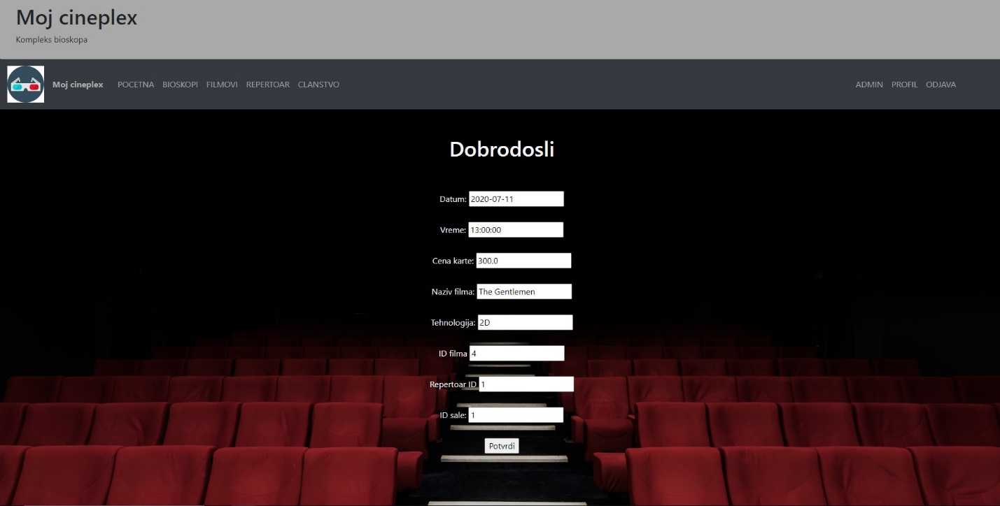 Moj cineplex
Kompleks bioskopa
Moj cineplex POCETNA BIOSKOPI FILMOVI REPERTOAR CLANSTVO ADMIN PROFIL ODJAVA
Dobrodosli
Datum: 2020-07-11
Vreme: 13:00:00
Cena karte: 300.0
Naziv filma: The Gentlemen
Tehnologija: 2D
ID filma 4
Repertoar ID 1
ID sale: 1
Potvrdi